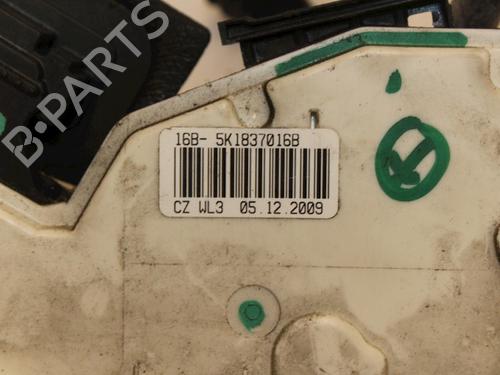 B-PARTS
16B- 5K1837016B
CZ WL3 05.12.2009